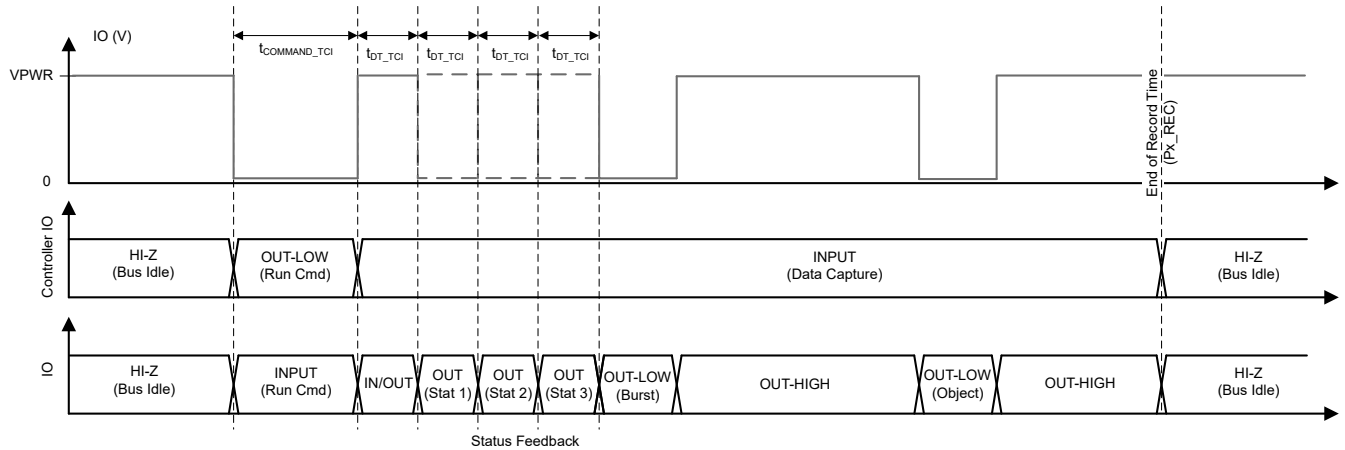 IO (V)
tCOMMAND_TCI
tDT_TCI
tDT_TCI
tDT_TCI
tDT_TCI
VPWR
0
End of Record Time
(Px_REC)
Controller IO
HI-Z
(Bus Idle)
OUT-LOW
(Run Cmd)
INPUT
(Data Capture)
HI-Z
(Bus Idle)
IO
HI-Z
(Bus Idle)
INPUT
(Run Cmd)
IN/OUT
OUT
(Stat 1)
OUT
(Stat 2)
OUT
(Stat 3)
OUT-LOW
(Burst)
OUT-HIGH
OUT-LOW
(Object)
OUT-HIGH
HI-Z
(Bus Idle)
Status Feedback